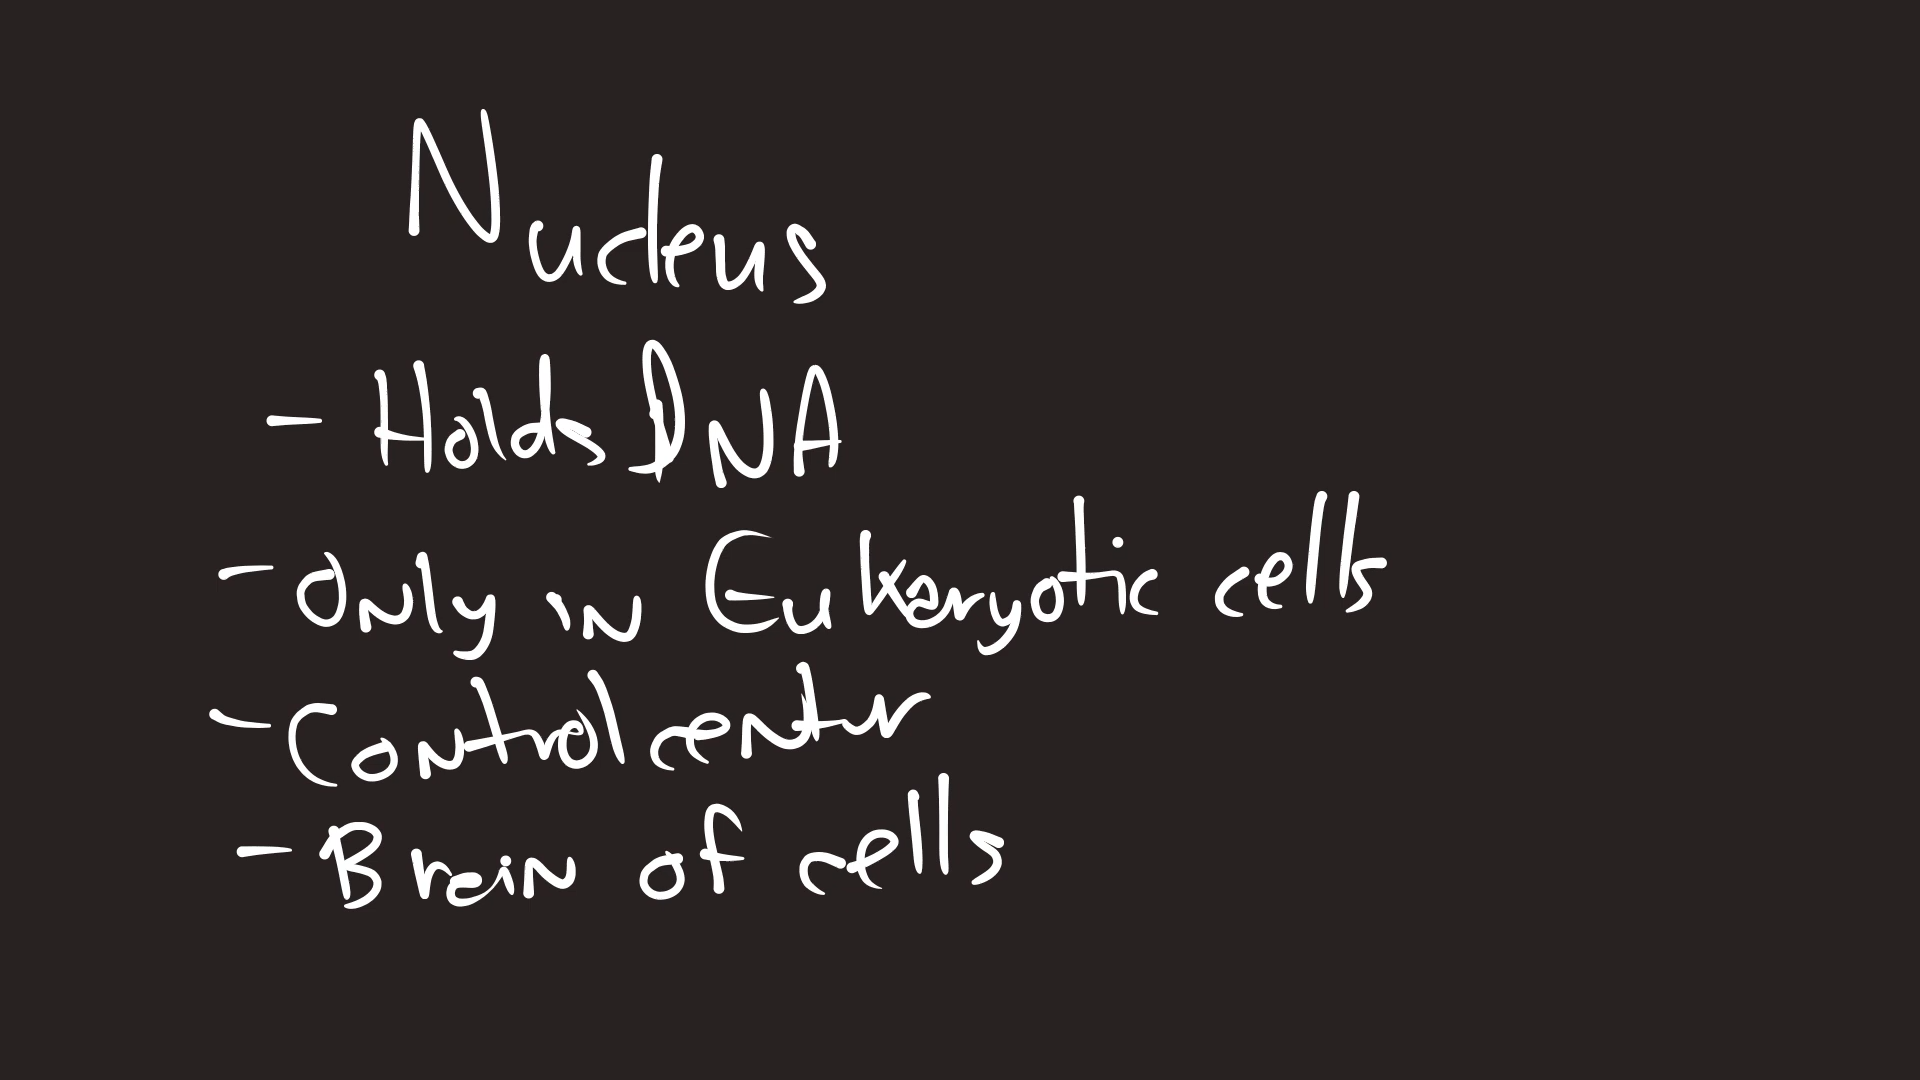 Nucleus
- Holds DNA
- Only in Eukaryotic cells
- Control center
- Brain of cells